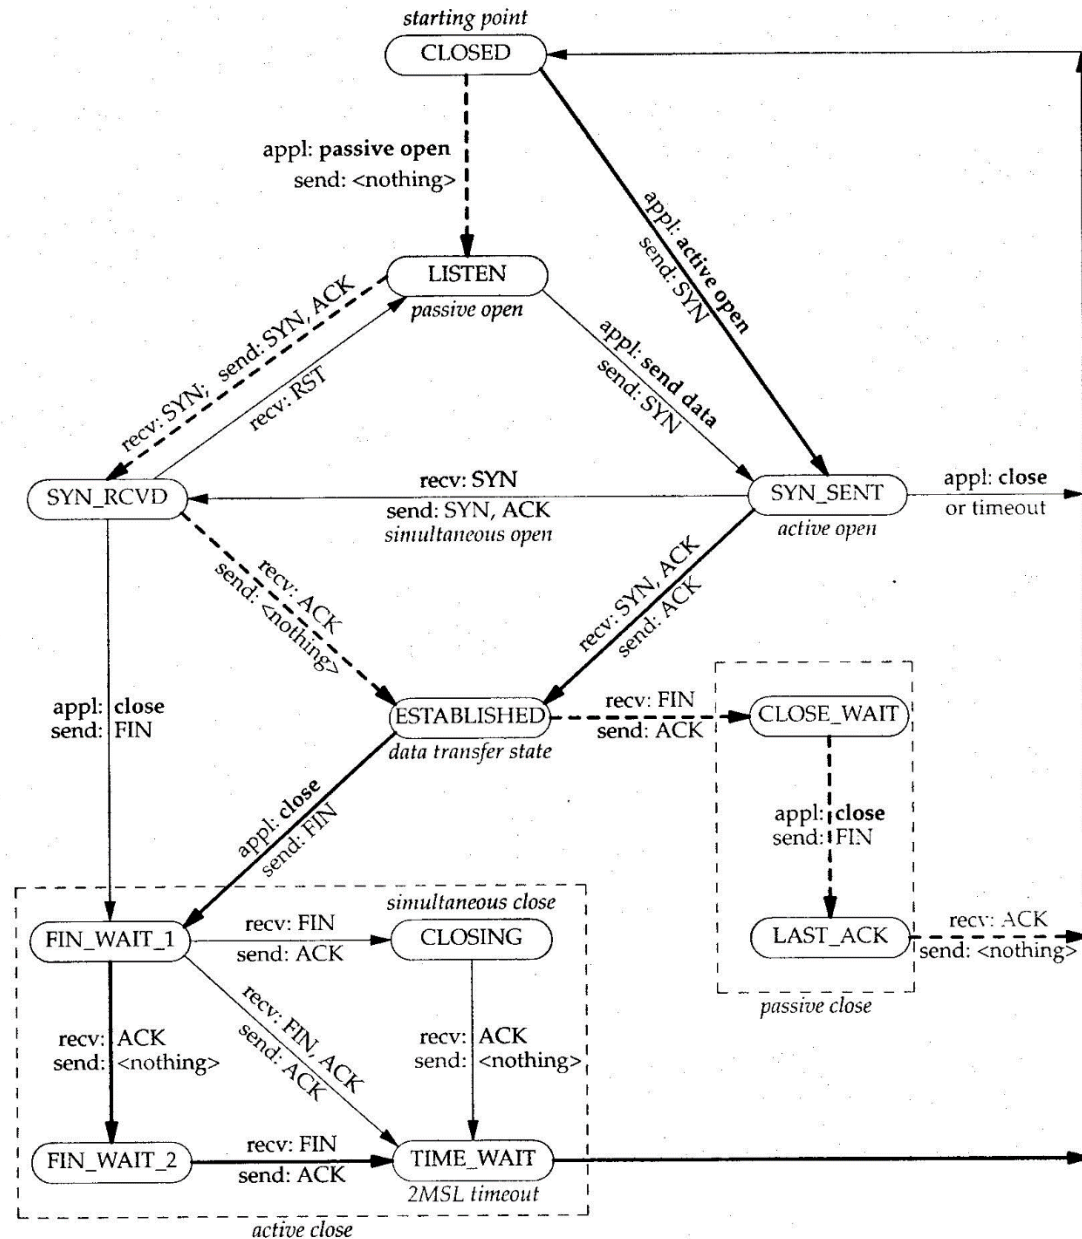 starting point
CLOSED
appl: passive open
send: <nothing>
appl: active open
send: SYN
LISTEN
passive open
recv: SYN; send: SYN, ACK
recv: RST
appl: send data
send: SYN
SYN_RCVD
recv: SYN
send: SYN, ACK
simultaneous open
SYN_SENT
active open
appl: close
or timeout
recv: ACK
send: <nothing>
recv: SYN, ACK
send: ACK
appl: close
send: FIN
ESTABLISHED
data transfer state
recv: FIN
send: ACK
CLOSE_WAIT
appl: close
send: FIN
appl: close
send: FIN
simultaneous close
FIN_WAIT_1
recv: FIN
send: ACK
CLOSING
LAST_ACK
recv: ACK
send: <nothing>
passive close
recv: ACK
send: <nothing>
recv: FIN, ACK
send: ACK
recv: ACK
send: <nothing>
FIN_WAIT_2
recv: FIN
send: ACK
TIME_WAIT
2MSL timeout
active close